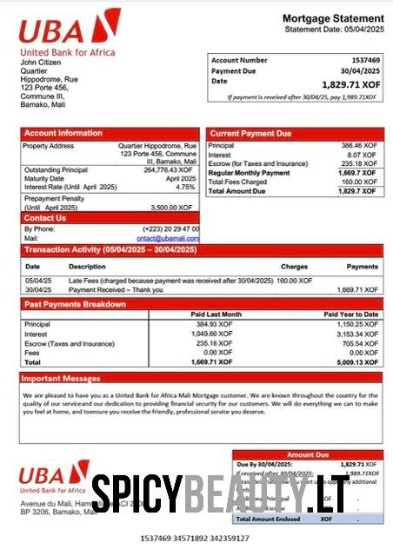 UBA
United Bank for Africa
Mortgage Statement
Statement Date: 05/04/2025
John Citizen
Quartier
Hippodrome, Rue
123 Porte 456,
Commune III,
Bamako, Mali
Account Number 1537469
Payment Due 30/04/2025
Date
1,829.71 XOF
If payment is received after 30/04/25, pay 1,989.71XOF
Account Information
Property Address Quartier Hippodrome, Rue
123 Porte 456, Commune
III, Bamako, Mali
Outstanding Principal 264,776.43 XOF
Maturity Date April 2025
Interest Rate (Until April 2025) 4.75%
Prepayment Penalty
(Until April 2025) 3,500.00 XOF
Contact Us
By Phone: (+223) 20 29 47 00
Mail: ontact@ubamali.com
Current Payment Due
Principal 386.46 XOF
Interest 8.07 XOF
Escrow (for Taxes and Insurance) 235.18 XOF
Regular Monthly Payment 1,669.7 XOF
Total Fees Charged 160.00 XOF
Total Amount Due 1,829.7 XOF
Transaction Activity (05/04/2025 – 30/04/2025)
Date Description Charges Payments
05/04/25 Late Fees (charged because payment was received after 30/04/2025) 160.00 XOF
30/04/25 Payment Received – Thank you 1,669.71 XOF
Past Payments Breakdown
Paid Last Month Paid Year to Date
Principal 384.93 XOF 1,150.25 XOF
Interest 1,049.60 XOF 3,153.34 XOF
Escrow (Taxes and Insurance) 235.18 XOF 705.54 XOF
Fees 0.00 XOF 0.00 XOF
Total 1,669.71 XOF 5,009.13 XOF
Important Messages
We are pleased to have you as a United Bank for Africa Mali Mortgage customer. We are known throughout the country for the
quality of our serviceand our dedication to providing financial security for our customers. We will do everything we can to make
you feel at home, and toensure you receive the friendly, professional service you deserve.
UBA
United Bank for Africa
Avenue du Mali,
BP 3206, Bamako, Mali
Amount Due
Due By 30/04/2025: 1,829.71 XOF
1,989.71XOF
Total Amount Enclosed XOF .
SPICYBEAUTY.LT
1537469 34571892 342359127